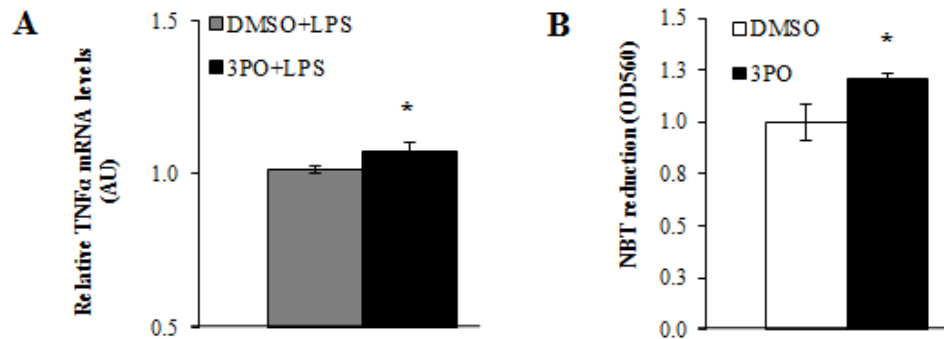 A
Relative TNFα mRNA levels
(AU)
1.5
1.0
0.5
DMSO+LPS
3PO+LPS
*
B
NBT reduction (OD560)
1.5
1.3
1.0
0.8
0.5
0.3
0.0
DMSO
3PO
*